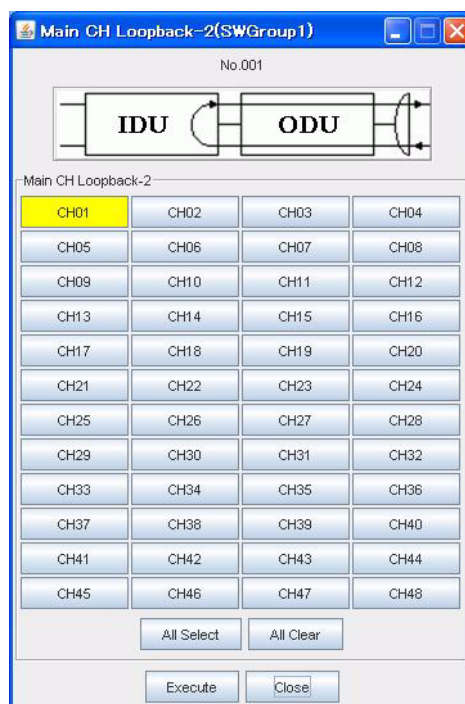 Main CH Loopback-2(SWGroup1)
No.001
IDU ODU
Main CH Loopback-2
CH01 CH02 CH03 CH04
CH05 CH06 CH07 CH08
CH09 CH10 CH11 CH12
CH13 CH14 CH15 CH16
CH17 CH18 CH19 CH20
CH21 CH22 CH23 CH24
CH25 CH26 CH27 CH28
CH29 CH30 CH31 CH32
CH33 CH34 CH35 CH36
CH37 CH38 CH39 CH40
CH41 CH42 CH43 CH44
CH45 CH46 CH47 CH48
All Select All Clear
Execute Close